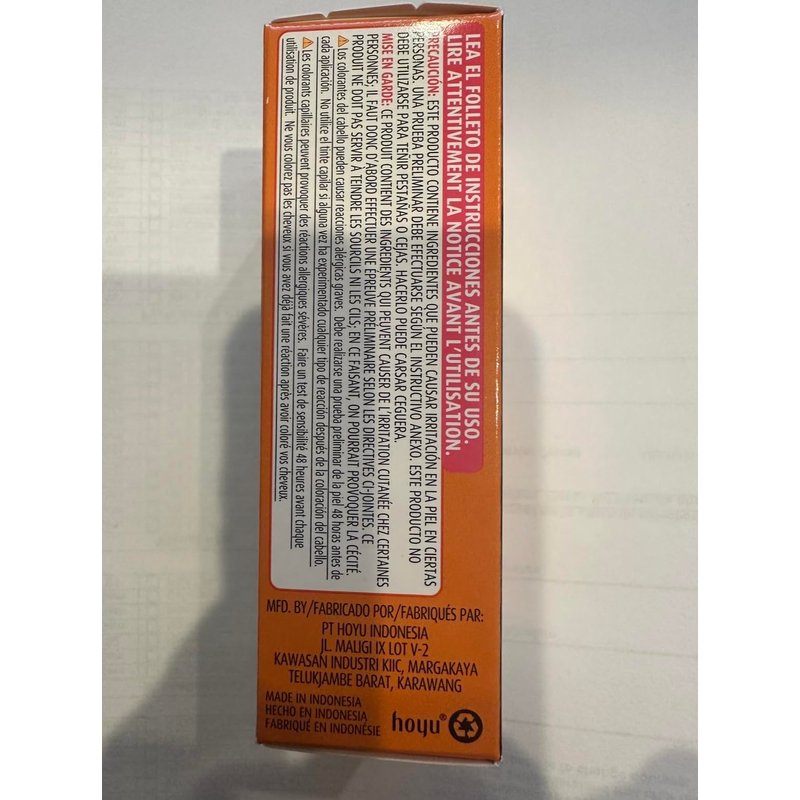 LEA EL FOLLETO DE INSTRUCCIONES ANTES DE SU USO.
LIRE ATTENTIVEMENT LA NOTICE AVANT L'UTILISATION.
PRECAUCIÓN: ESTE PRODUCTO CONTIENE INGREDIENTES QUE PUEDEN CAUSAR IRRITACIÓN EN LA PIEL EN CIERTAS
PERSONAS, UNA PRUEBA PRELIMINAR DEBE EFECTUARSE SEGÚN EL INSTRUCTIVO ANEXO. ESTE PRODUCTO NO
DEBE UTILIZARSE PARA TEÑIR PESTAÑAS O CEJAS, HACERLO PUEDE CARSAR CEGUERA.
MISE EN GARDE: CE PRODUIT CONTIENT DES INGREDIENTS QUI PEUVENT CAUSER DE L'IRRITATION CUTANÉE CHEZ CERTAINES
PERSONNES; IL FAUT DONC D'ABORD EFFECTUER UNE ÉPREUVE PRÉLIMINAIRE SELON LES DIRECTIVES CI-JOINTES. CE
PRODUIT NE DOIT PAS SERVIR À TEINDRE LES SOURCILS NI LES CILS; EN CE FAISANT, ON POURRAIT PROVOQUER LA CÉCITÉ.
⚠Los colorantes del cabello pueden causar reacciones alérgicas graves. Debe realizarse una prueba preliminar de la piel 48 horas antes de
cada aplicación. No utilice el tinte capilar si alguna vez ha experimentado cualquier tipo de reacción después de la coloración del cabello.
⚠Les colorants capillaires peuvent provoquer des réactions allergiques sévères. Faire un test de sensibilité 48 heures avant chaque
utilisation de produit. Ne vous colorez pas les cheveux si vous avez déjà fait une réaction après avoir coloré vos cheveux.
MFD. BY/FABRICADO POR/FABRIQUÉS PAR:
PT HOYU INDONESIA
JL. MALIGI IX LOT V-2
KAWASAN INDUSTRI KIIC, MARGAKAYA
TELUKJAMBE BARAT, KARAWANG
MADE IN INDONESIA
HECHO EN INDONESIA
FABRIQUÉ EN INDONÉSIE
hoyu®